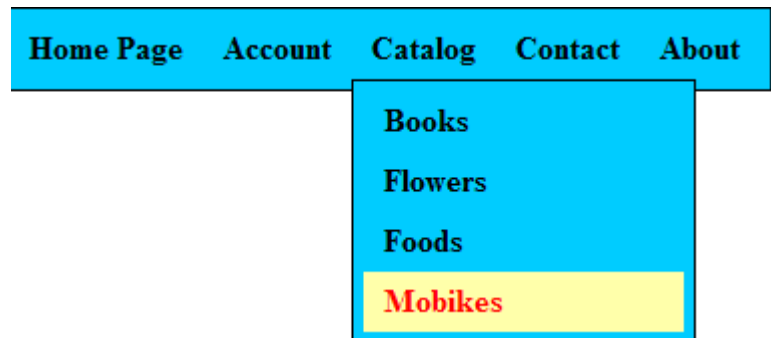 Home Page Account Catalog Contact About
Books
Flowers
Foods
Mobikes